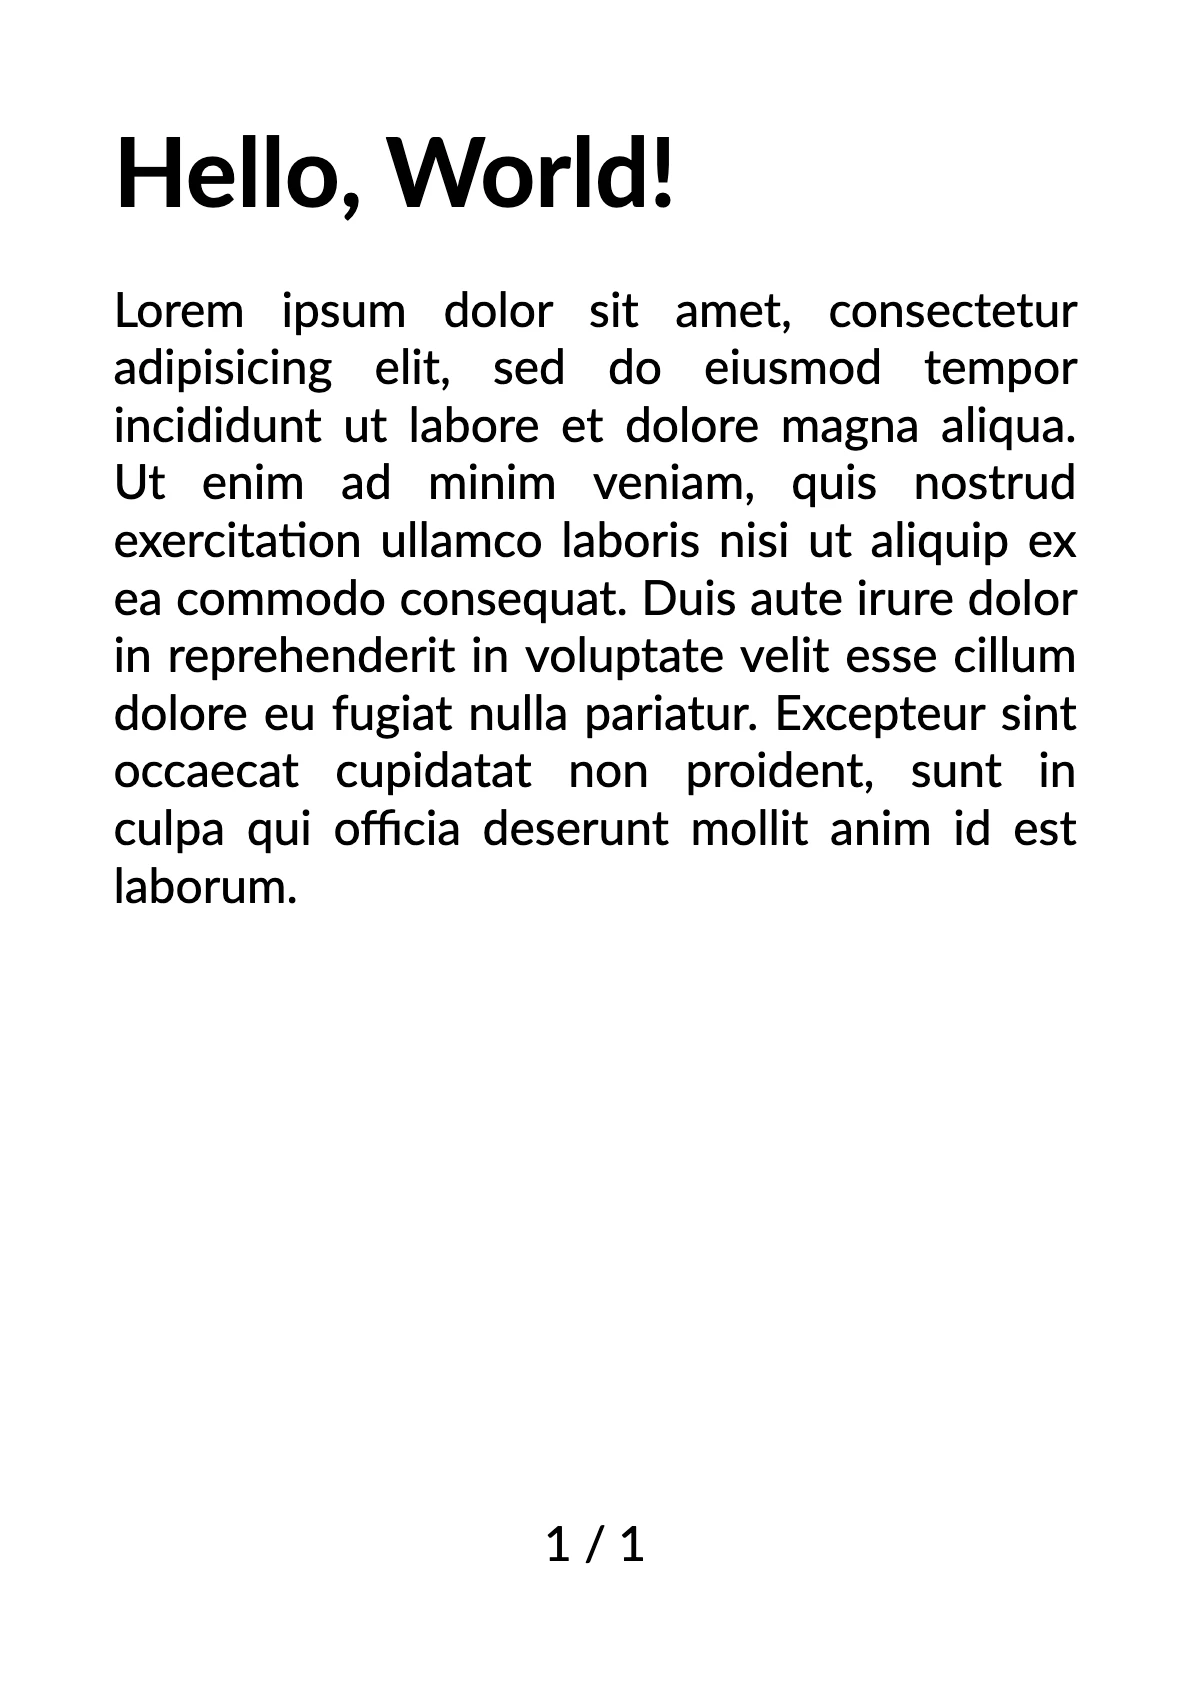 Hello, World!
Lorem ipsum dolor sit amet, consectetur
adipisicing elit, sed do eiusmod tempor
incididunt ut labore et dolore magna aliqua.
Ut enim ad minim veniam, quis nostrud
exercitation ullamco laboris nisi ut aliquip ex
ea commodo consequat. Duis aute irure dolor
in reprehenderit in voluptate velit esse cillum
dolore eu fugiat nulla pariatur. Excepteur sint
occaecat cupidatat non proident, sunt in
culpa qui officia deserunt mollit anim id est
laborum.
1 / 1